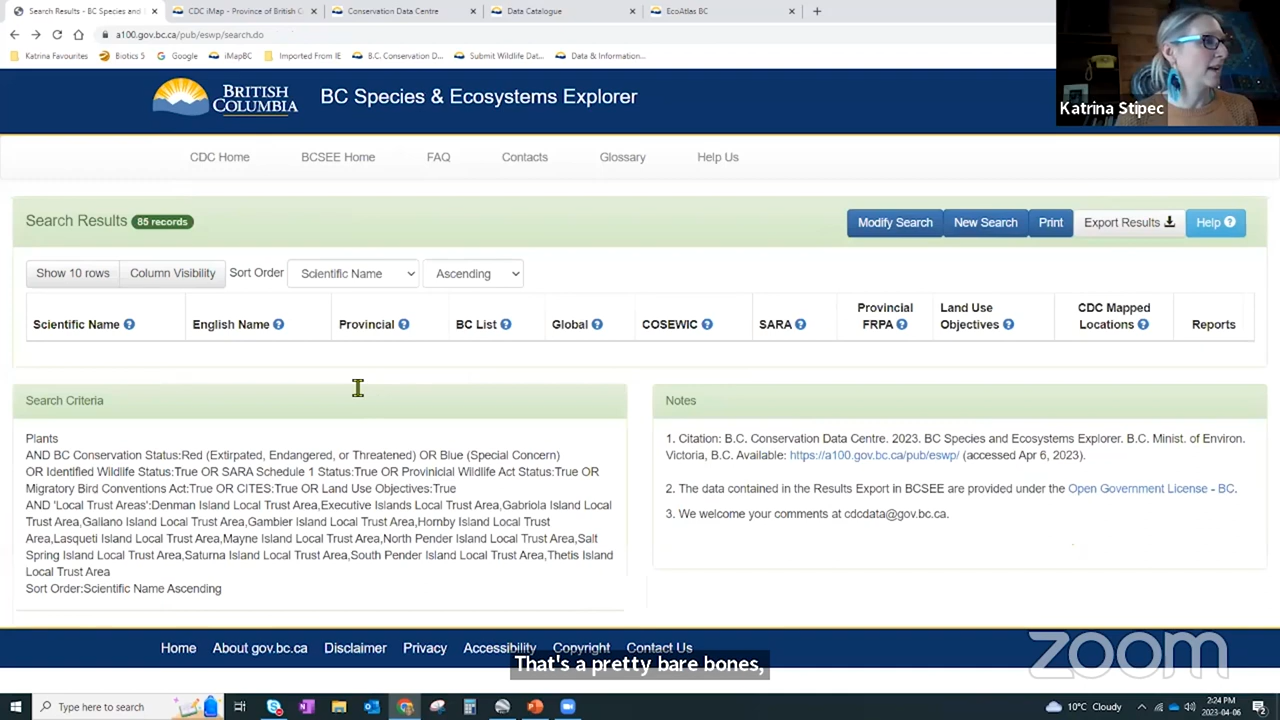 Search Results - BC Species and
CDC iMap - Province of British C
Conservation Data Centre
Data Catalogue
EcoAtlas BC
a100.gov.bc.ca/pub/eswp/search.do
Katrina Favourites
Biotics 5
Google
iMapBC
Imported From IE
B.C. Conservation D...
Submit Wildlife Dat...
Data & Information...
Katrina Stipec
BRITISH
COLUMBIA
BC Species & Ecosystems Explorer
CDC Home
BCSEE Home
FAQ
Contacts
Glossary
Help Us
Search Results 85 records
Modify Search
New Search
Print
Export Results
Help
Show 10 rows
Column Visibility
Sort Order
Scientific Name
Ascending
Scientific Name
English Name
Provincial
BC List
Global
COSEWIC
SARA
Provincial
FRPA
Land Use
Objectives
CDC Mapped
Locations
Reports
Search Criteria
Plants
AND BC Conservation Status:Red (Extirpated, Endangered, or Threatened) OR Blue (Special Concern)
OR Identified Wildlife Status:True OR SARA Schedule 1 Status:True OR Provincial Wildlife Act Status:True OR
Migratory Bird Conventions Act:True OR CITES:True OR Land Use Objectives:True
AND 'Local Trust Areas':Denman Island Local Trust Area,Executive Islands Local Trust Area,Gabriola Island Local
Trust Area,Galiano Island Local Trust Area,Gambier Island Local Trust Area,Hornby Island Local Trust
Area,Lasqueti Island Local Trust Area,Mayne Island Local Trust Area,North Pender Island Local Trust Area,Salt
Spring Island Local Trust Area,Saturna Island Local Trust Area,South Pender Island Local Trust Area,Thetis Island
Local Trust Area
Sort Order:Scientific Name Ascending
Notes
1. Citation: B.C. Conservation Data Centre. 2023. BC Species and Ecosystems Explorer. B.C. Minist. of Environ.
Victoria, B.C. Available: https://a100.gov.bc.ca/pub/eswp/ (accessed Apr 6, 2023).
2. The data contained in the Results Export in BCSEE are provided under the Open Government License - BC.
3. We welcome your comments at cdcdata@gov.bc.ca.
Home
About gov.bc.ca
Disclaimer
Privacy
Accessibility
Copyright
Contact Us
zoom
That's a pretty bare bones,
Type here to search
10°C Cloudy
2:24 PM
2023-04-06